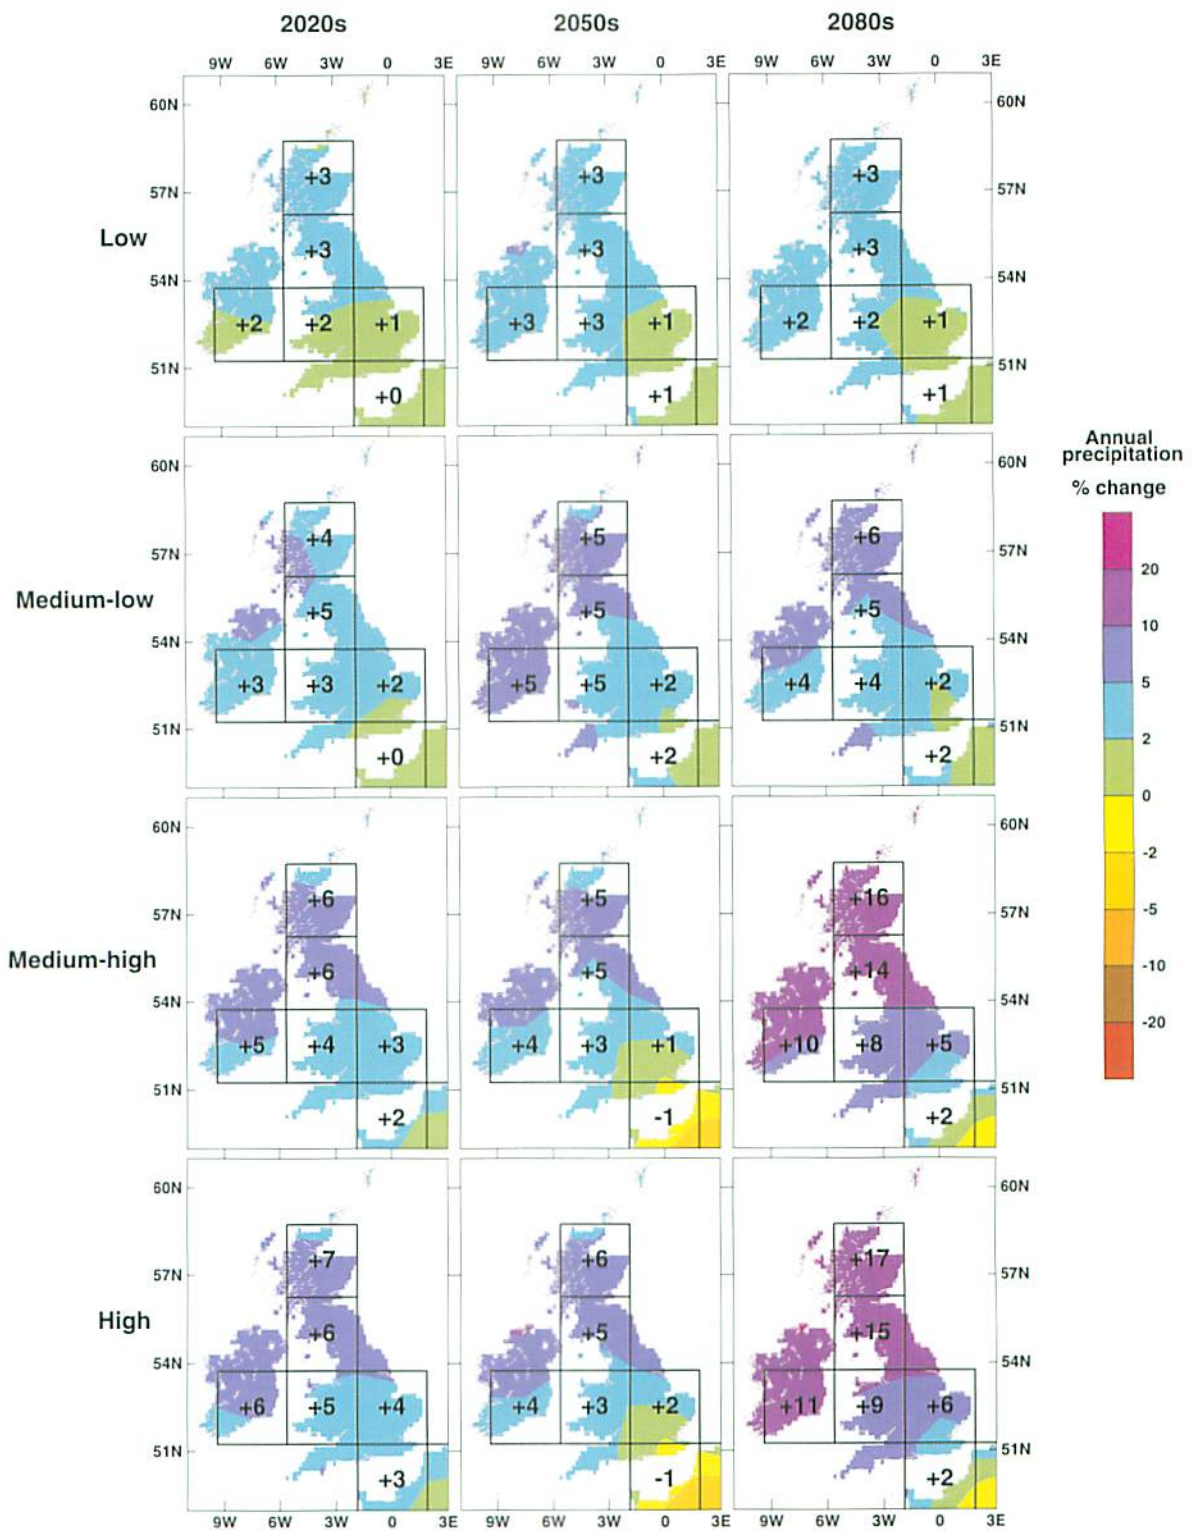 2020s 2050s 2080s
9W 6W 3W 0 3E 9W 6W 3W 0 3E 9W 6W 3W 0 3E
60N 60N
+3 +3 +3
57N 57N
Low
+3 +3 +3
54N 54N
+2 +2 +1 +3 +3 +1 +2 +2 +1
51N 51N
+0 +1 +1
Annual
precipitation
% change
20
10
5
2
0
-2
-5
-10
-20
60N 60N
+4 +5 +6
57N 57N
Medium-low
+5 +5 +5
54N 54N
+3 +3 +2 +5 +5 +2 +4 +4 +2
51N 51N
+0 +2 +2
60N 60N
+6 +5 +16
57N 57N
Medium-high
+6 +5 +14
54N 54N
+5 +4 +3 +4 +3 +1 +10 +8 +5
51N 51N
+2 -1 +2
60N 60N
+7 +6 +17
57N 57N
High
+6 +5 +15
54N 54N
+6 +5 +4 +4 +3 +2 +11 +9 +6
51N 51N
+3 -1 +2
9W 6W 3W 0 3E 9W 6W 3W 0 3E 9W 6W 3W 0 3E